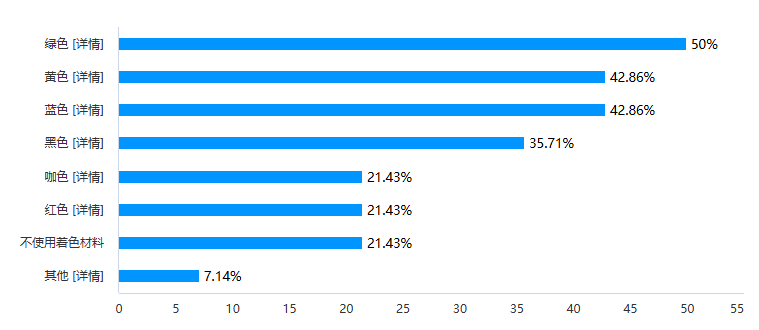 绿色 [详情] 50%
黄色 [详情] 42.86%
蓝色 [详情] 42.86%
黑色 [详情] 35.71%
咖色 [详情] 21.43%
红色 [详情] 21.43%
不使用着色材料 21.43%
其他 [详情] 7.14%
0 5 10 15 20 25 30 35 40 45 50 55